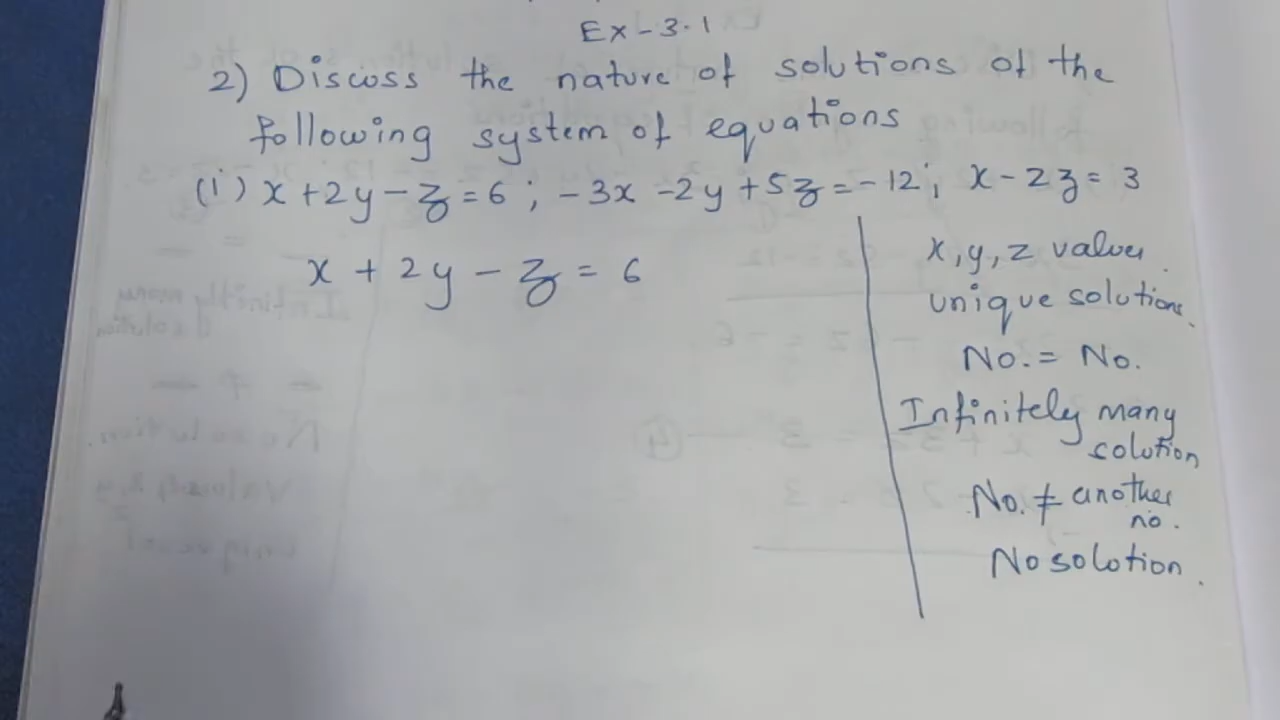 Ex - 3.1
2) Discuss the nature of solutions of the
following system of equations
(i) x + 2y - z = 6 ; - 3x - 2y + 5z = - 12 ; x - 2z = 3
x + 2y - z = 6
x, y, z values
unique solutions.
No. = No.
Infinitely many
solution
No. ≠ another
no.
No solution.